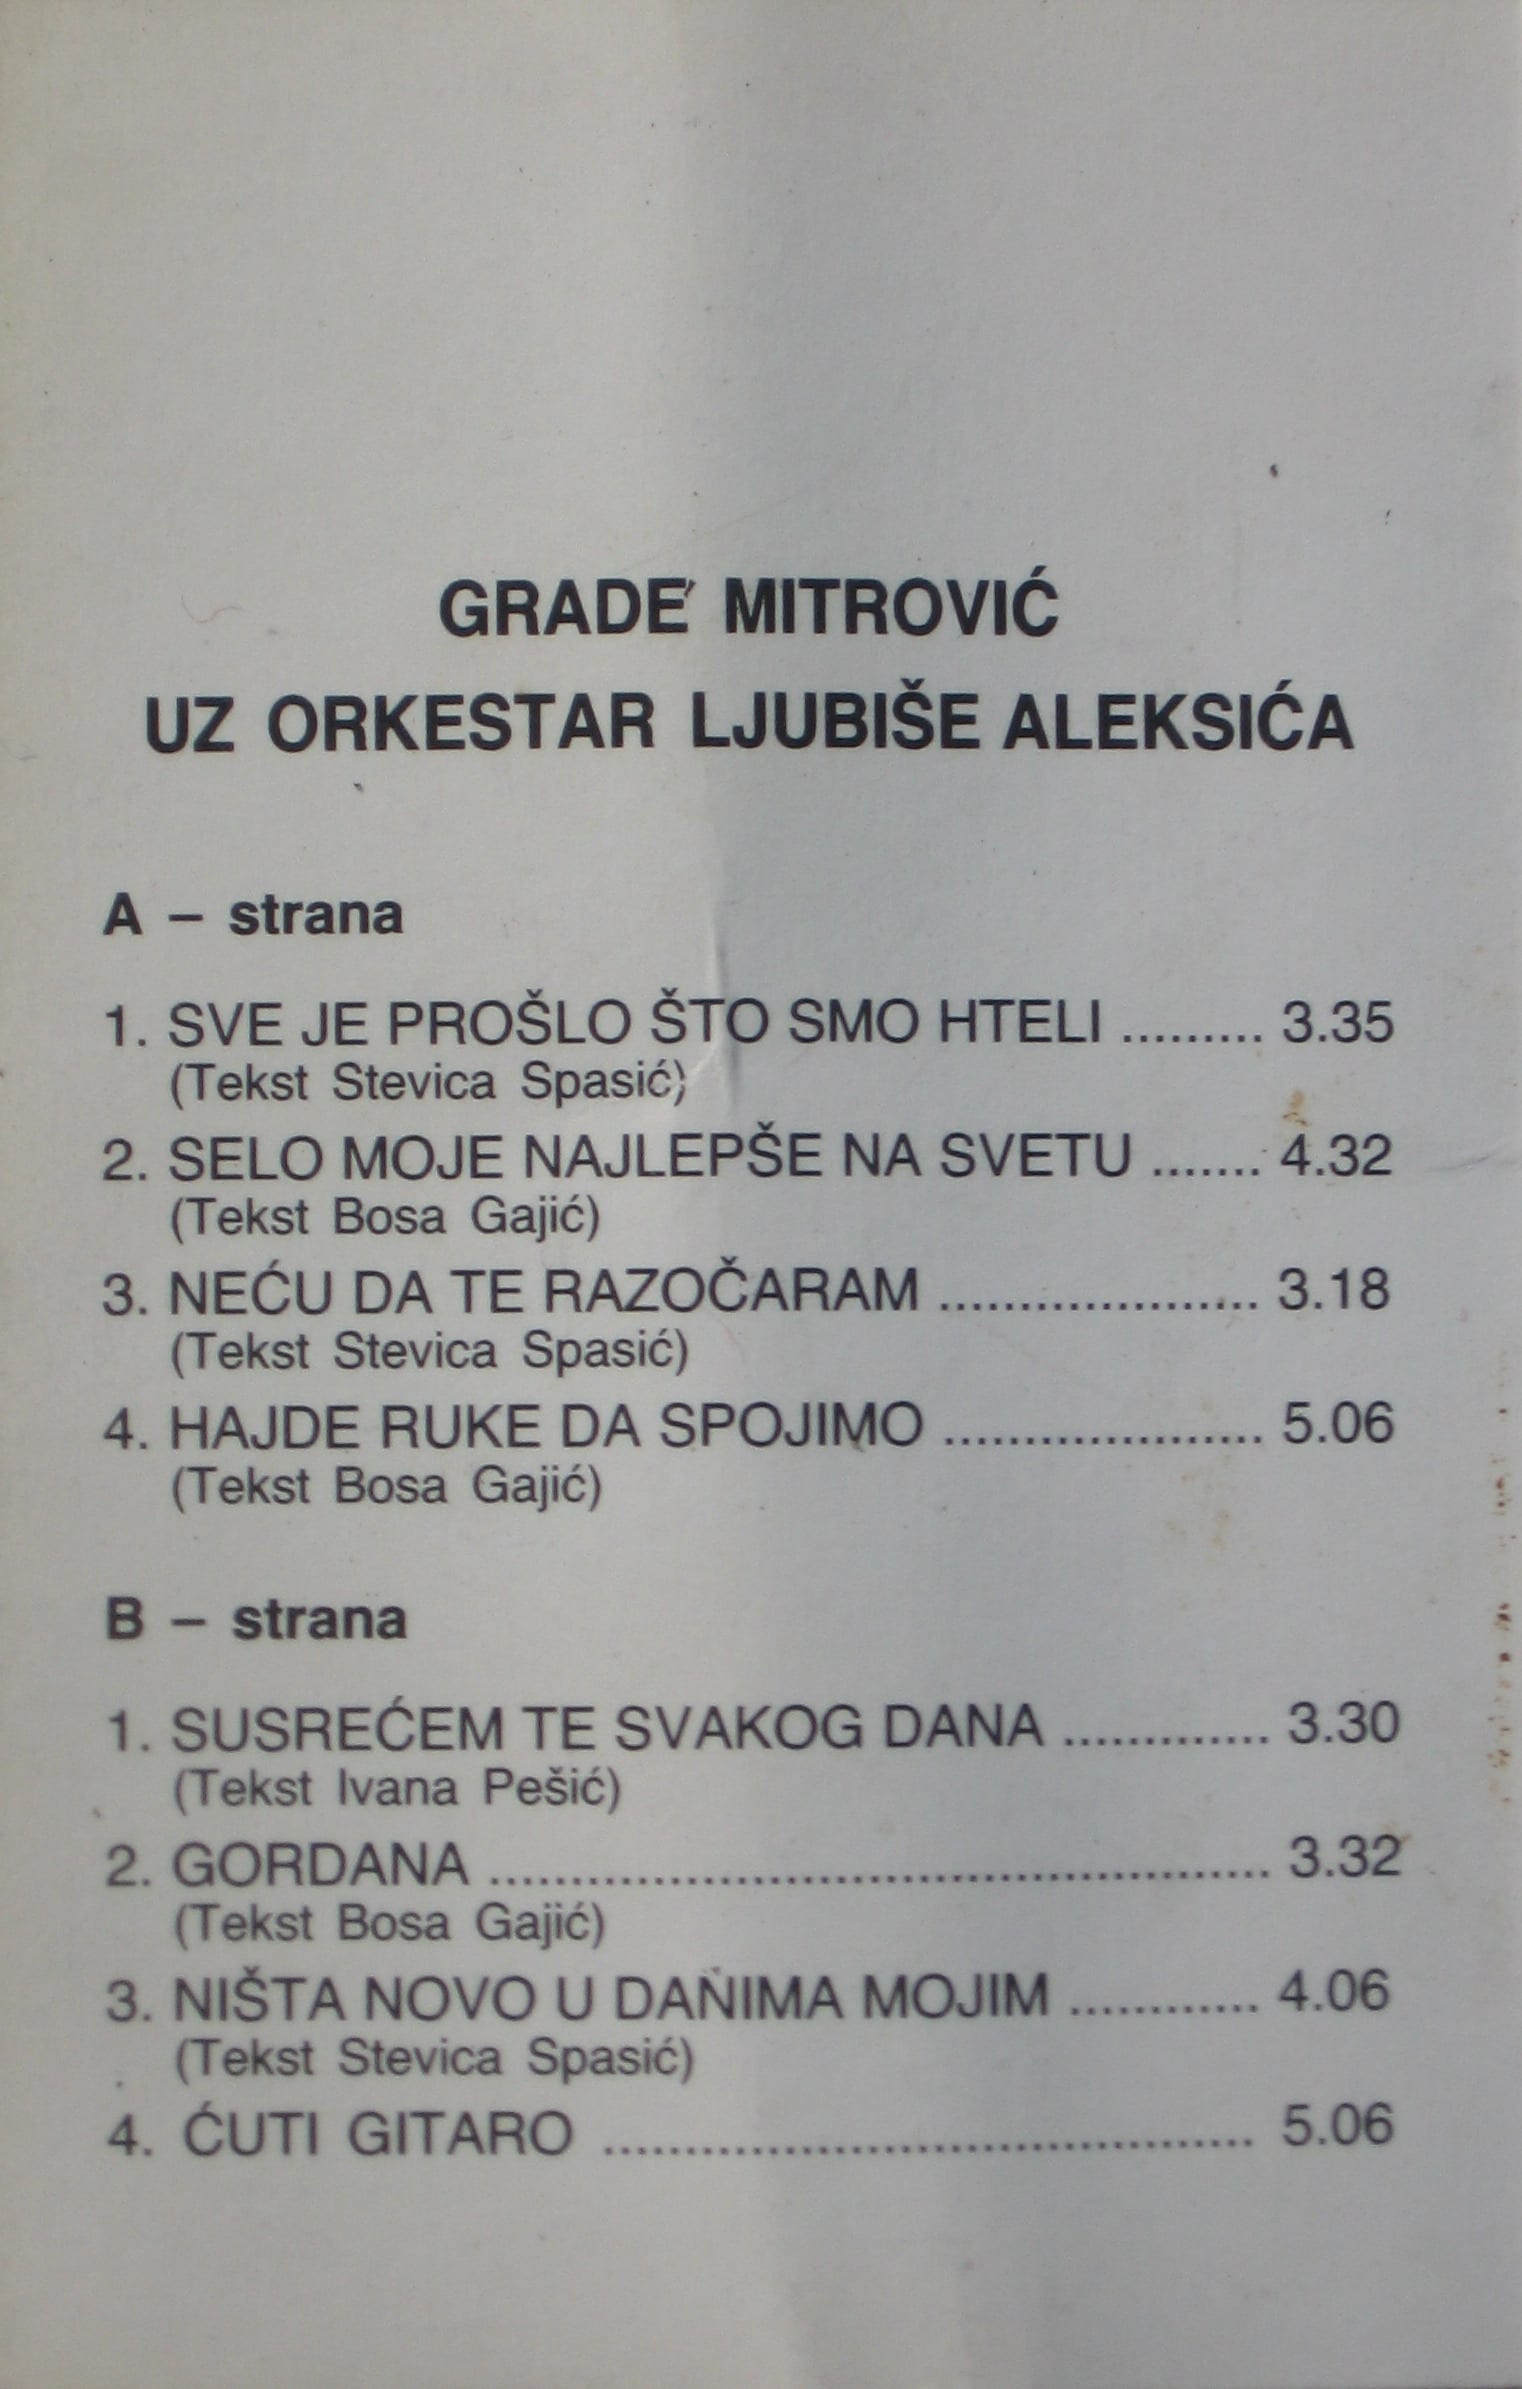 GRADE MITROVIĆ
UZ ORKESTAR LJUBIŠE ALEKSIĆA
A – strana
1. SVE JE PROŠLO ŠTO SMO HTELI ......... 3.35
(Tekst Stevica Spasić)
2. SELO MOJE NAJLEPŠE NA SVETU ....... 4.32
(Tekst Bosa Gajić)
3. NEĆU DA TE RAZOČARAM ..................... 3.18
(Tekst Stevica Spasić)
4. HAJDE RUKE DA SPOJIMO ..................... 5.06
(Tekst Bosa Gajić)
B – strana
1. SUSREĆEM TE SVAKOG DANA ............. 3.30
(Tekst Ivana Pešić)
2. GORDANA .................................................... 3.32
(Tekst Bosa Gajić)
3. NIŠTA NOVO U DANIMA MOJIM ............ 4.06
(Tekst Stevica Spasić)
4. ĆUTI GITARO ........................................... 5.06